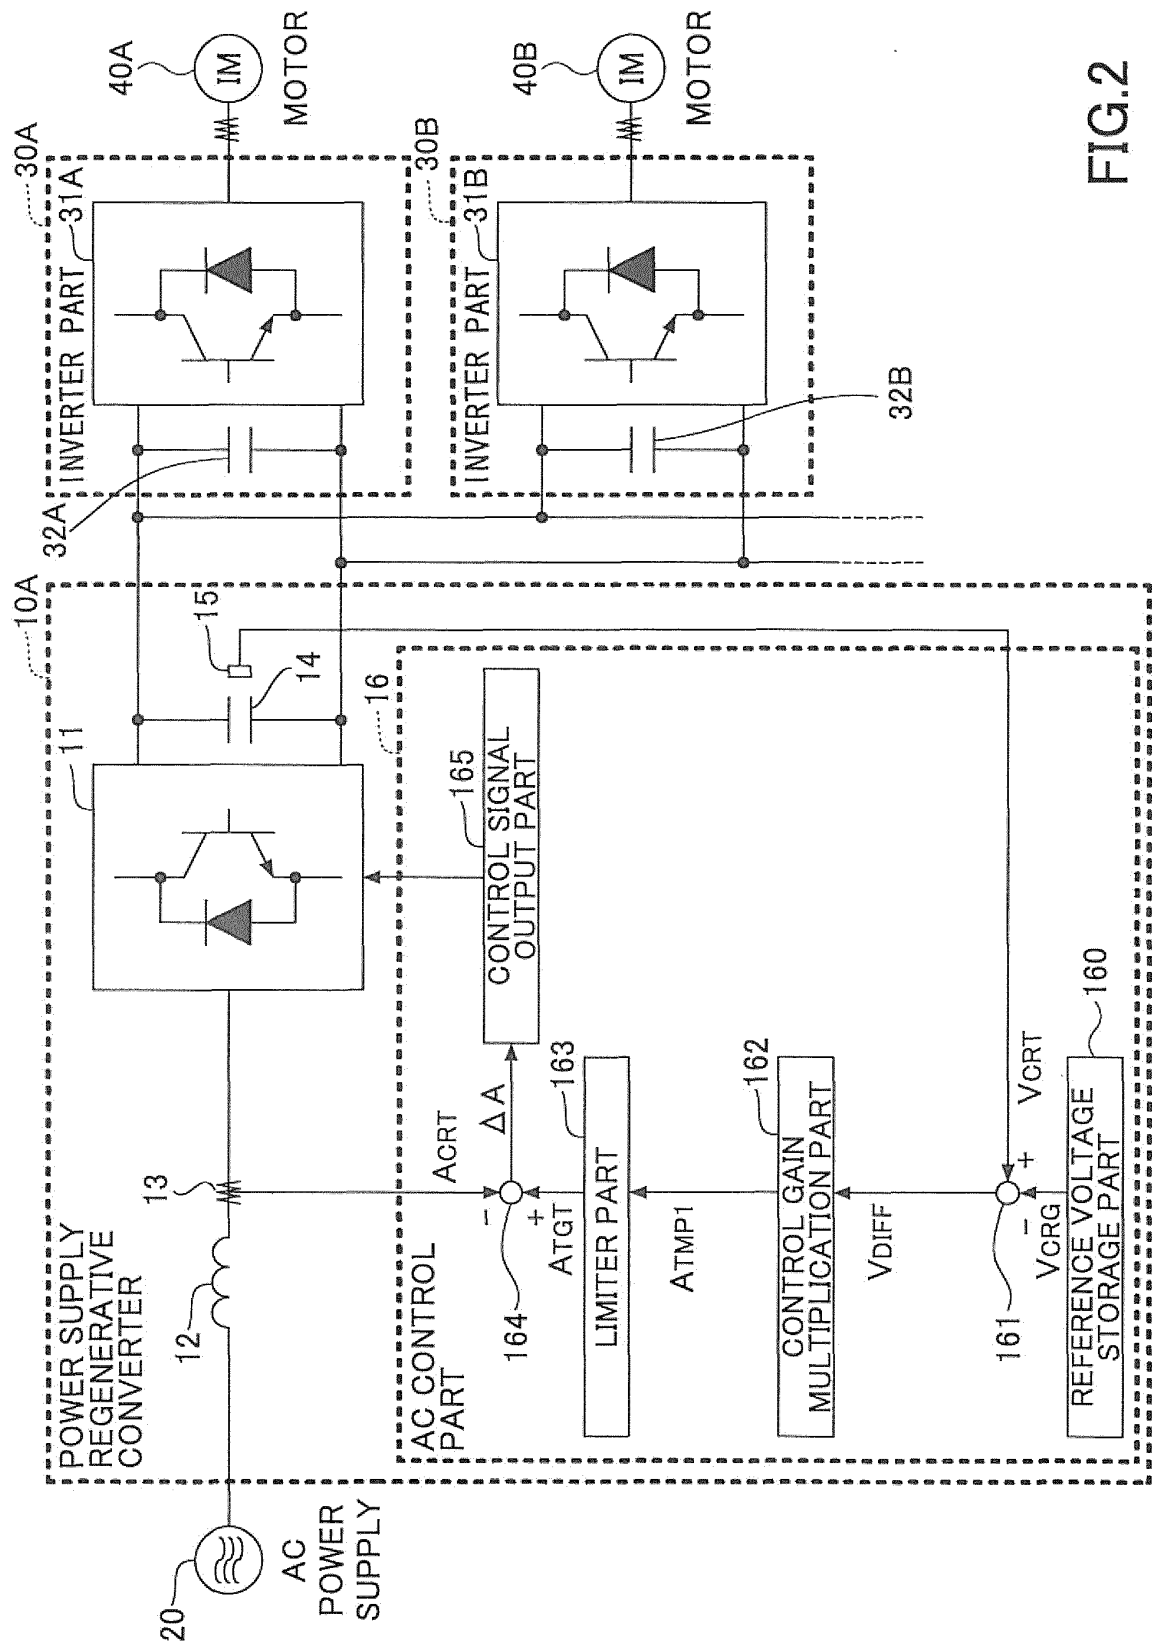 POWER SUPPLY
REGENERATIVE
CONVERTER
10A
11
12
13
14
15
16
20
AC
POWER
SUPPLY
AC CONTROL
PART
ACRT
ΔA
164
-
+
ATGT
163
LIMITER PART
ATMP1
162
CONTROL GAIN
MULTIPLICATION PART
VDIFF
161
+
-
VCRT
VCRG
160
REFERENCE VOLTAGE
STORAGE PART
165
CONTROL SIGNAL
OUTPUT PART
30A
INVERTER PART
31A
32A
40A
IM
MOTOR
30B
INVERTER PART
31B
32B
40B
IM
MOTOR
FIG.2